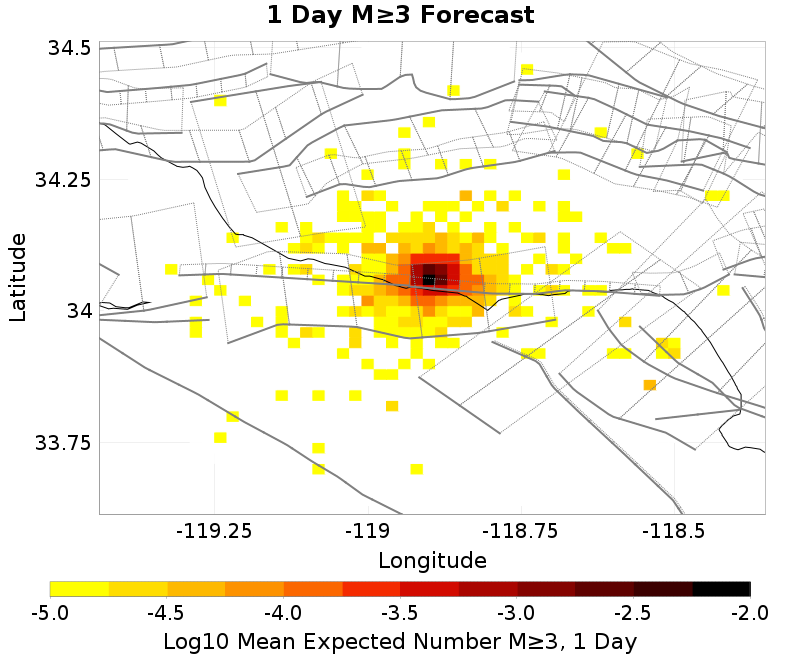 1 Day M≥3 Forecast
34.5
34.25
34
33.75
Latitude
-119.25 -119 -118.75 -118.5
Longitude
-5.0 -4.5 -4.0 -3.5 -3.0 -2.5 -2.0
Log10 Mean Expected Number M≥3, 1 Day